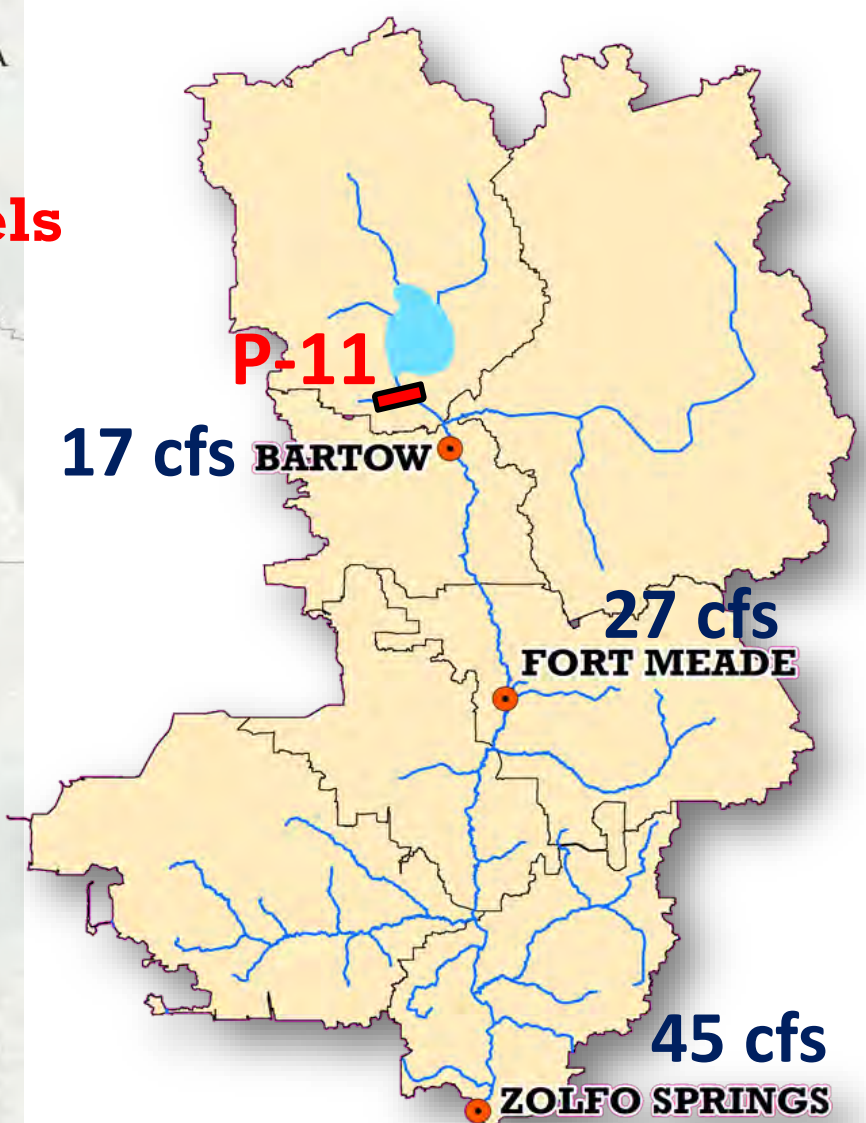 A
els
P-11
17 cfs BARTOW
27 cfs
FORT MEADE
45 cfs
ZOLFO SPRINGS